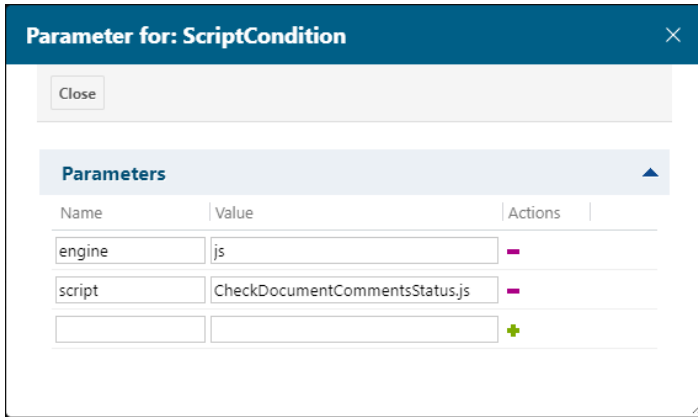 Parameter for: ScriptCondition
Close
Parameters
Name Value Actions
engine js
script CheckDocumentCommentsStatus.js